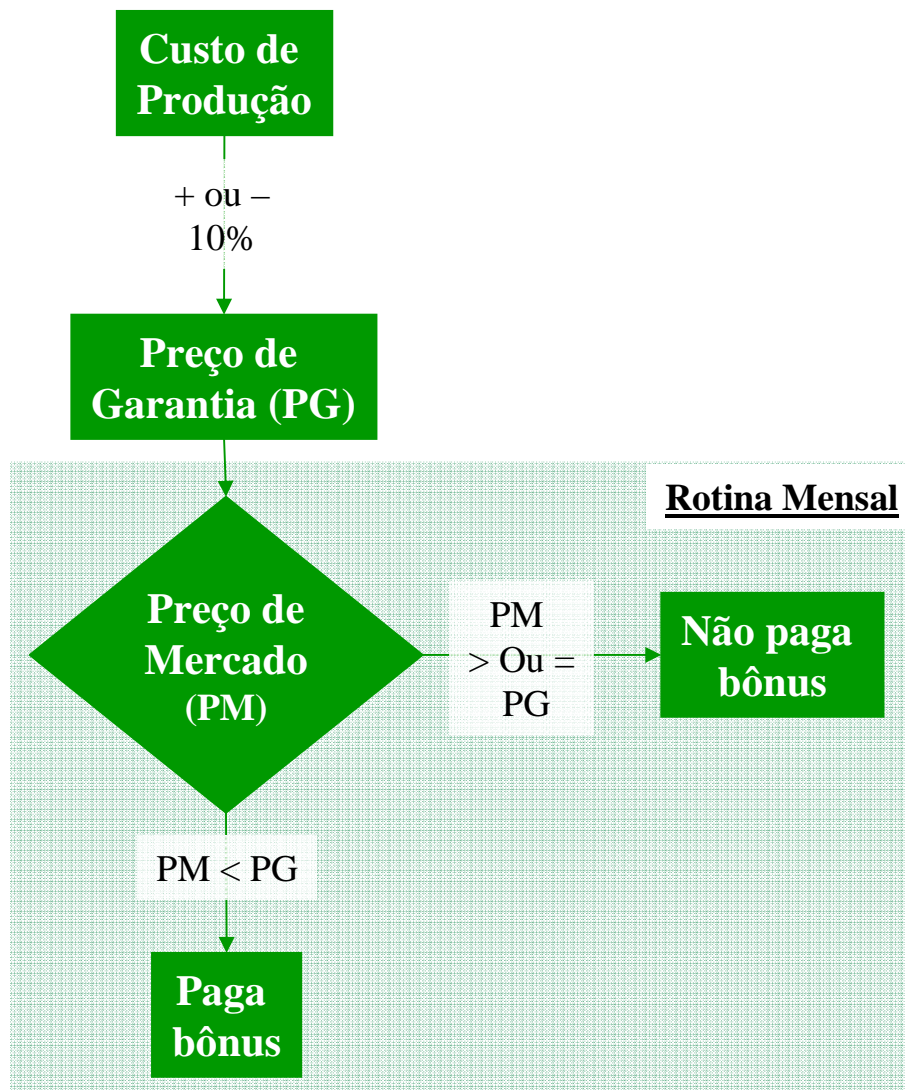 Custo de
Produção
+ ou –
10%
Preço de
Garantia (PG)
Rotina Mensal
Preço de
Mercado
(PM)
PM
> Ou =
PG
Não paga
bônus
PM < PG
Paga
bônus